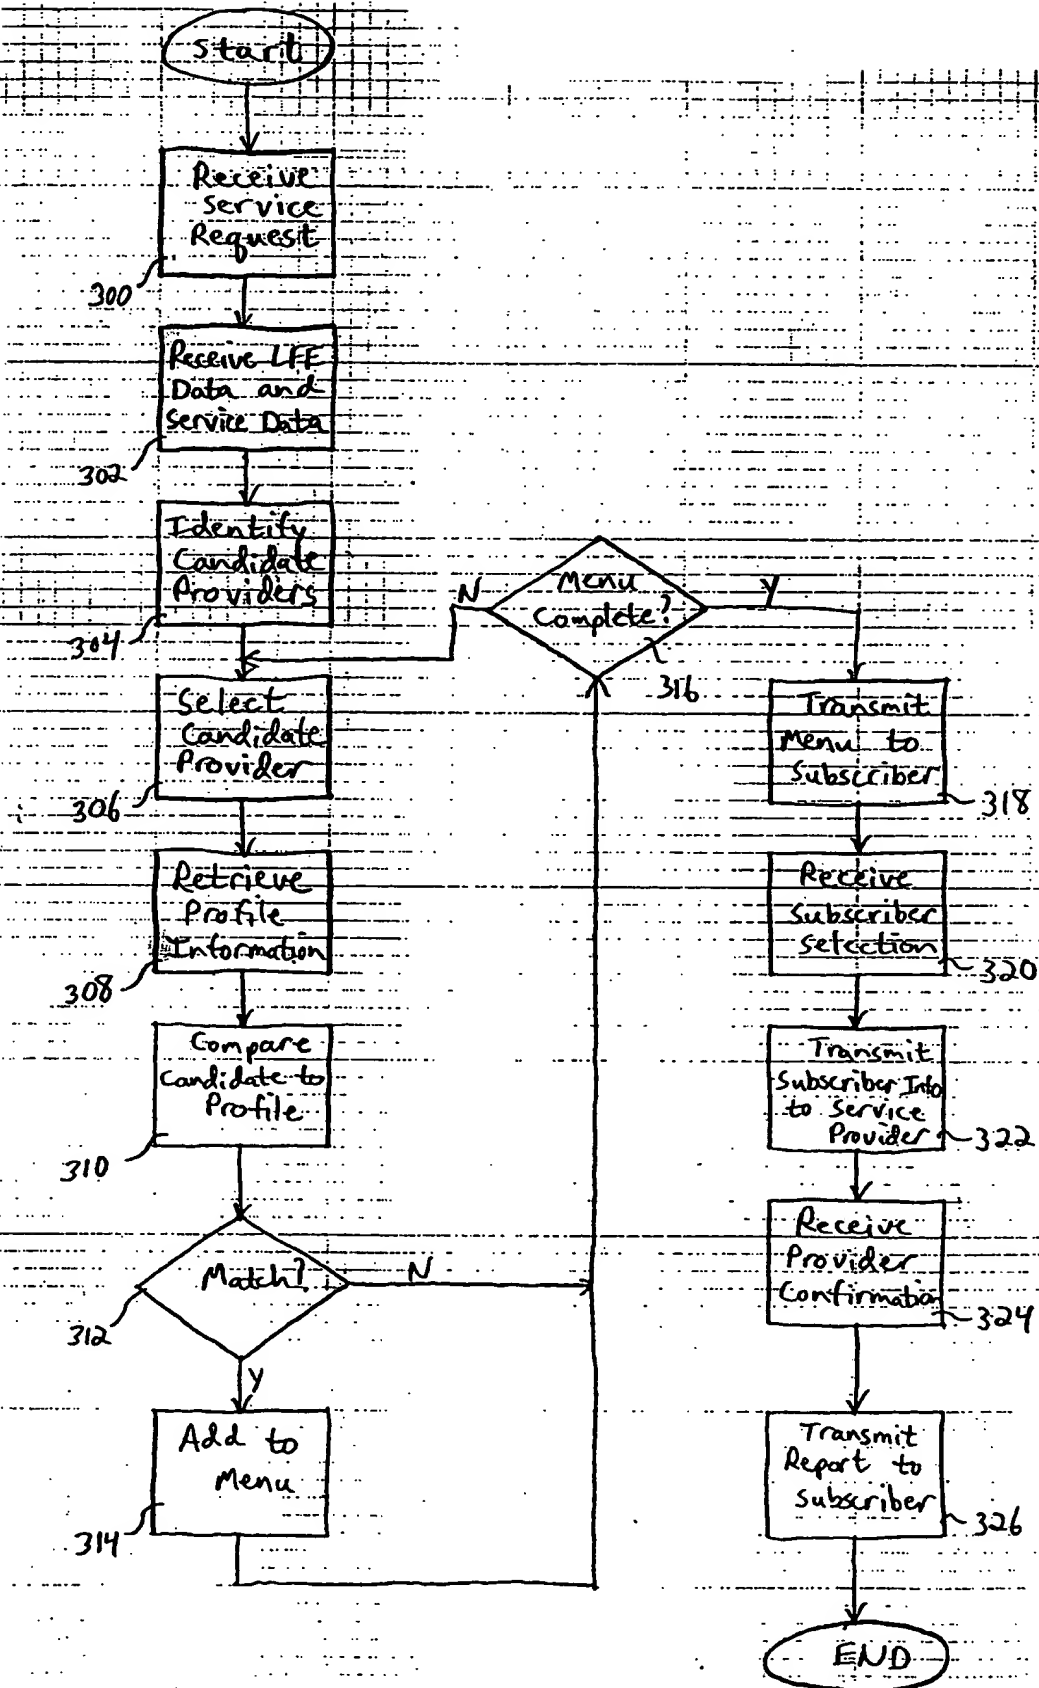 Start
Receive
Service
Request
300
Receive LFE
Data and
Service Data
302
Identify
Candidate
Providers
304
Select
Candidate
Provider
306
Retrieve
Profile
Information
308
Compare
Candidate to
Profile
310
Match?
N
312
Y
Add to
Menu
314
Menu
Complete?
N
Y
316
Transmit
Menu to
Subscriber
318
Receive
Subscriber
Selection
320
Transmit
Subscriber Info
to Service
Provider
322
Receive
Provider
Confirmation
324
Transmit
Report to
Subscriber
326
END